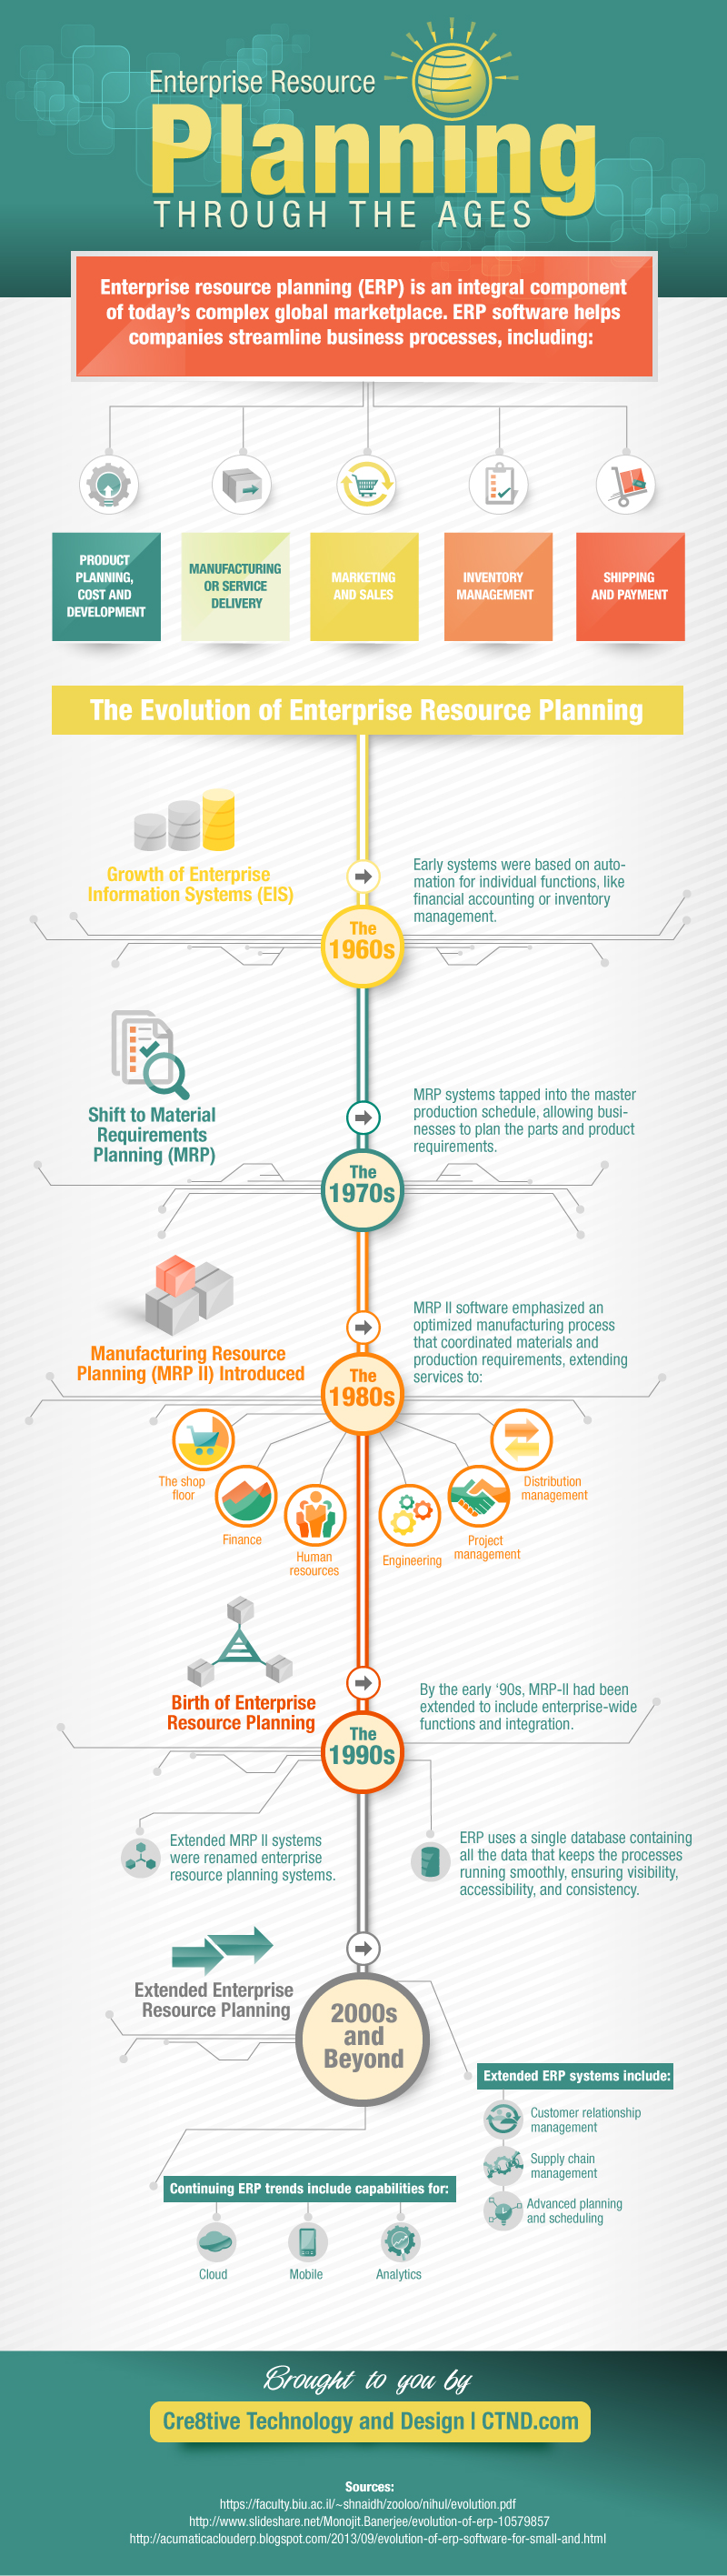 Enterprise Resource
Planning
THROUGH THE AGES
Enterprise resource planning (ERP) is an integral component
of today's complex global marketplace. ERP software helps
companies streamline business processes, including:
PRODUCT
PLANNING,
COST AND
DEVELOPMENT
MANUFACTURING
OR SERVICE
DELIVERY
MARKETING
AND SALES
INVENTORY
MANAGEMENT
SHIPPING
AND PAYMENT
The Evolution of Enterprise Resource Planning
Growth of Enterprise
Information Systems (EIS)
Early systems were based on auto-
mation for individual functions, like
financial accounting or inventory
management.
The
1960s
Shift to Material
Requirements
Planning (MRP)
MRP systems tapped into the master
production schedule, allowing busi-
nesses to plan the parts and product
requirements.
The
1970s
Manufacturing Resource
Planning (MRP II) Introduced
MRP II software emphasized an
optimized manufacturing process
that coordinated materials and
production requirements, extending
services to:
The
1980s
The shop
floor
Finance
Human
resources
Engineering
Project
management
Distribution
management
Birth of Enterprise
Resource Planning
By the early ‘90s, MRP-II had been
extended to include enterprise-wide
functions and integration.
The
1990s
Extended MRP II systems
were renamed enterprise
resource planning systems.
ERP uses a single database containing
all the data that keeps the processes
running smoothly, ensuring visibility,
accessibility, and consistency.
Extended Enterprise
Resource Planning
2000s
and
Beyond
Extended ERP systems include:
Customer relationship
management
Supply chain
management
Advanced planning
and scheduling
Continuing ERP trends include capabilities for:
Cloud
Mobile
Analytics
Brought to you by
Cre8tive Technology and Design | CTND.com
Sources:
https://faculty.biu.ac.il/~shnaidh/zooloo/nihul/evolution.pdf
http://www.slideshare.net/Monojit.Banerjee/evolution-of-erp-10579857
http://acumaticaclouderp.blogspot.com/2013/09/evolution-of-erp-software-for-small-and.html